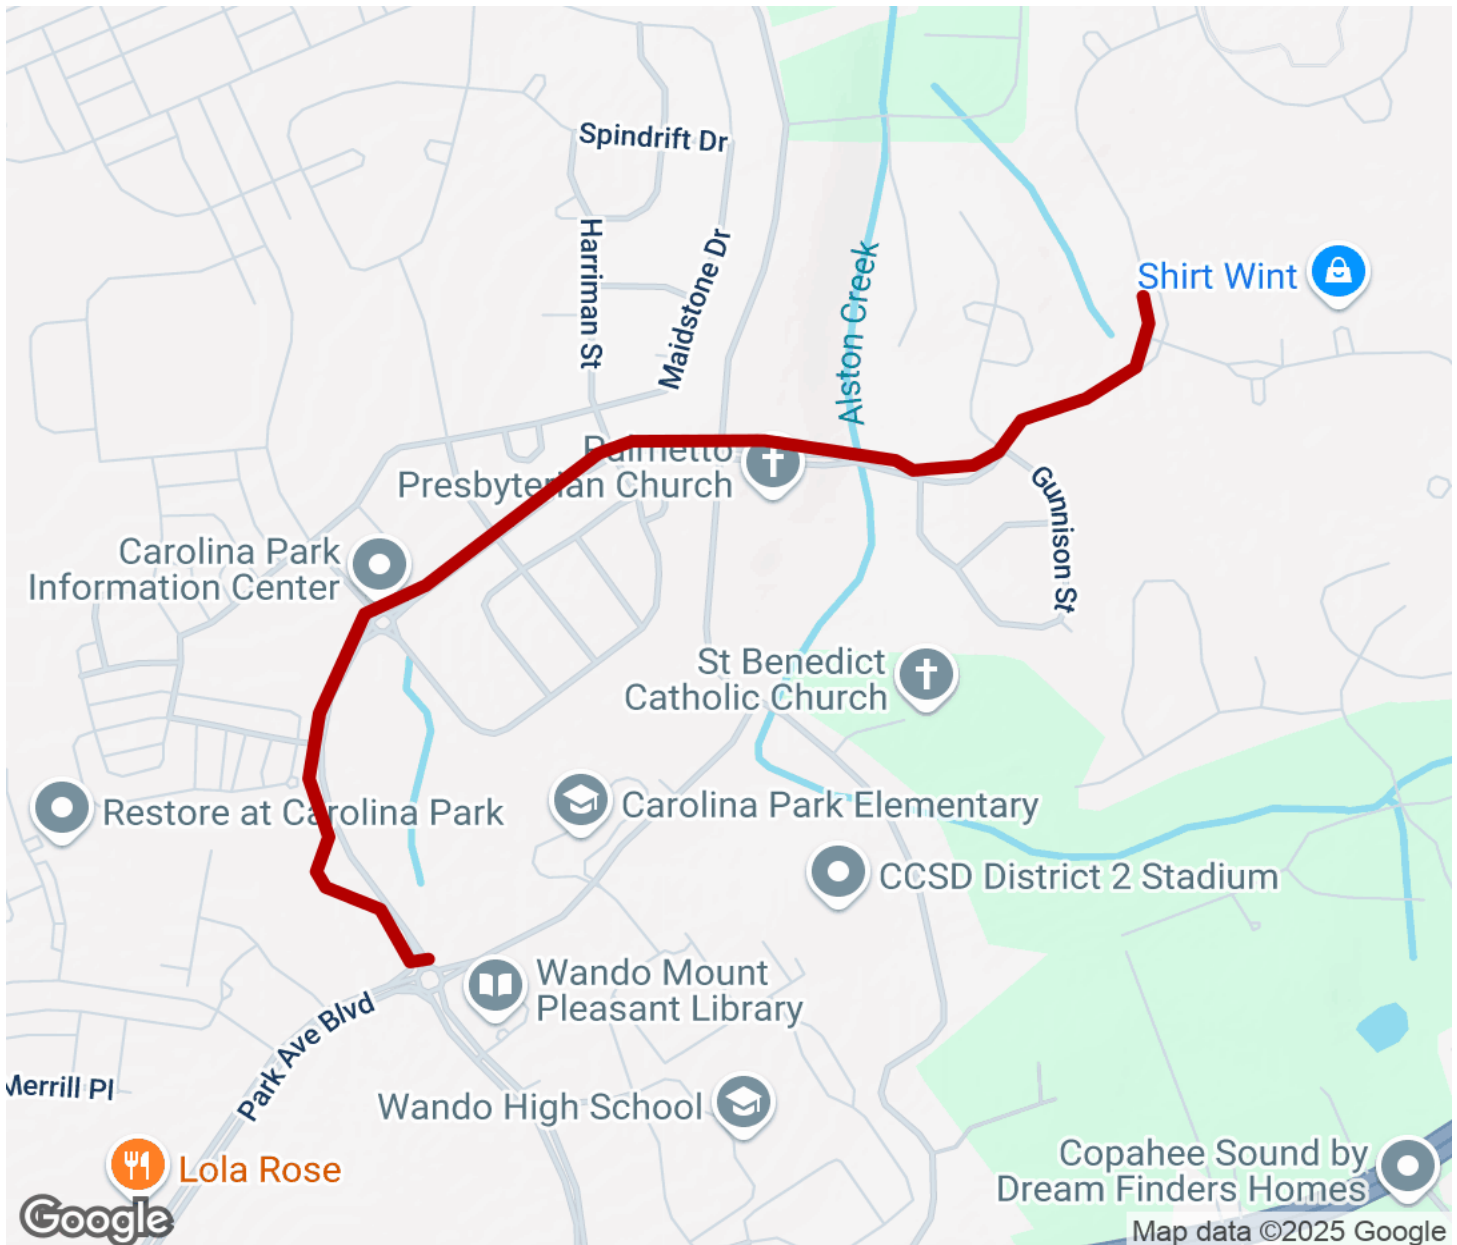 Spindrift Dr
Harriman St
Maidstone Dr
Alston Creek
Shirt Wint
Palmetto
Presbyterian Church
Gunnison St
Carolina Park
Information Center
St Benedict
Catholic Church
Restore at Carolina Park
Carolina Park Elementary
CCSD District 2 Stadium
Wando Mount
Pleasant Library
Park Ave Blvd
Merrill Pl
Wando High School
Lola Rose
Copahee Sound by
Dream Finders Homes
Google
Map data ©2025 Google